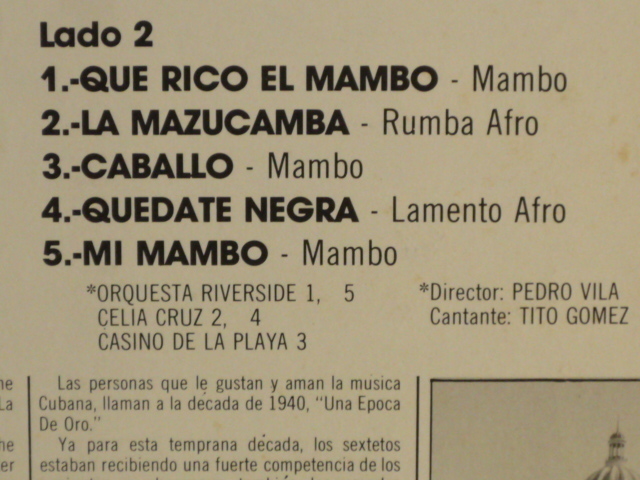 Lado 2
1.-QUE RICO EL MAMBO - Mambo
2.-LA MAZUCAMBA - Rumba Afro
3.-CABALLO - Mambo
4.-QUEDATE NEGRA - Lamento Afro
5.-MI MAMBO - Mambo
*ORQUESTA RIVERSIDE 1, 5
CELIA CRUZ 2, 4
CASINO DE LA PLAYA 3
*Director: PEDRO VILA
Cantante: TITO GOMEZ
La
Las personas que le gustan y aman la musica
Cubana, llaman a la década de 1940, "Una Epoca
De Oro."
Ya para esta temprana década, los sextetos
estaban recibiendo una fuerte competencia de los